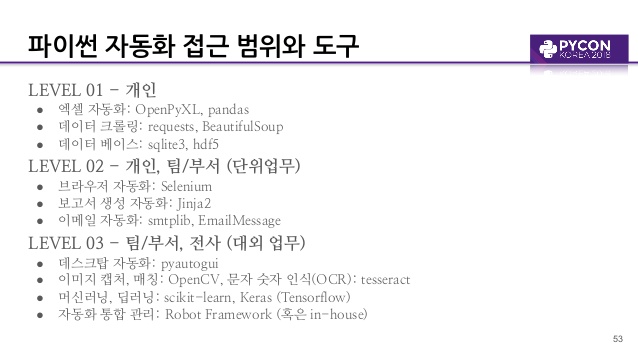 파이썬 자동화 접근 범위와 도구
PYCON
KOREA 2018
LEVEL 01 - 개인
● 엑셀 자동화: OpenPyXL, pandas
● 데이터 크롤링: requests, BeautifulSoup
● 데이터 베이스: sqlite3, hdf5
LEVEL 02 - 개인, 팀/부서 (단위업무)
● 브라우저 자동화: Selenium
● 보고서 생성 자동화: Jinja2
● 이메일 자동화: smtplib, EmailMessage
LEVEL 03 - 팀/부서, 전사 (대외 업무)
● 데스크탑 자동화: pyautogui
● 이미지 캡처, 매칭: OpenCV, 문자 숫자 인식(OCR): tesseract
● 머신러닝, 딥러닝: scikit-learn, Keras (Tensorflow)
● 자동화 통합 관리: Robot Framework (혹은 in-house)
53